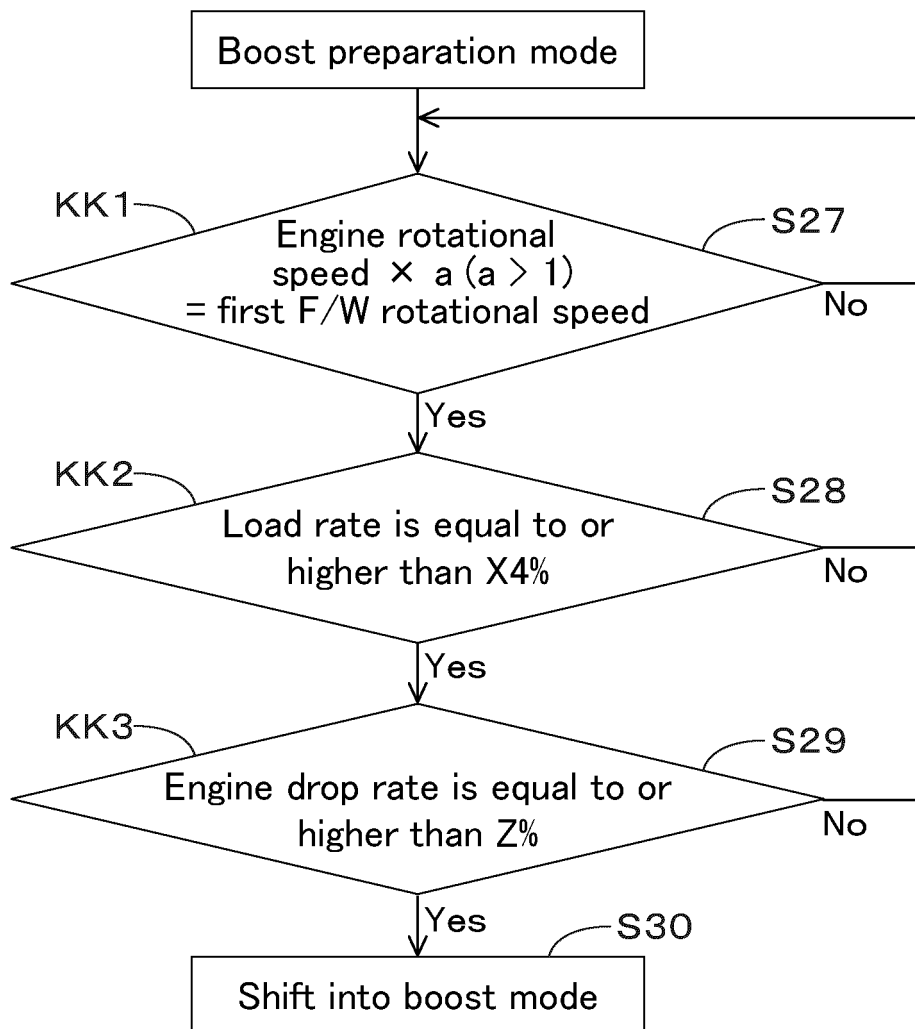 Boost preparation mode
KK1
S27
Engine rotational
speed × a (a > 1)
= first F/W rotational speed
No
Yes
KK2
S28
Load rate is equal to or
higher than X4%
No
Yes
KK3
S29
Engine drop rate is equal to or
higher than Z%
No
Yes
S30
Shift into boost mode